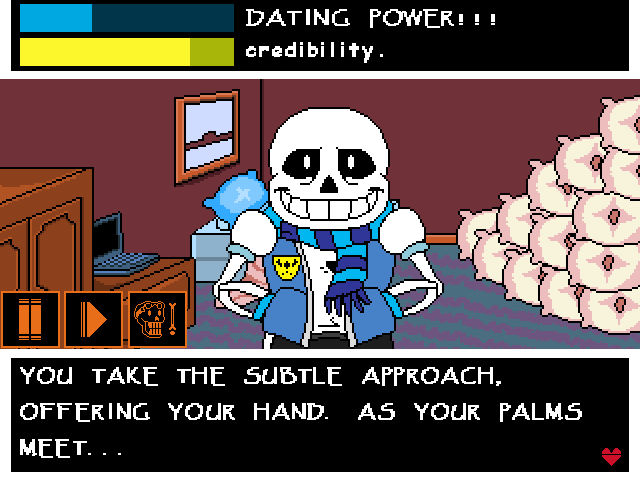 DATING POWER!!!
credibility.
YOU TAKE THE SUBTLE APPROACH,
OFFERING YOUR HAND. AS YOUR PALMS
MEET...